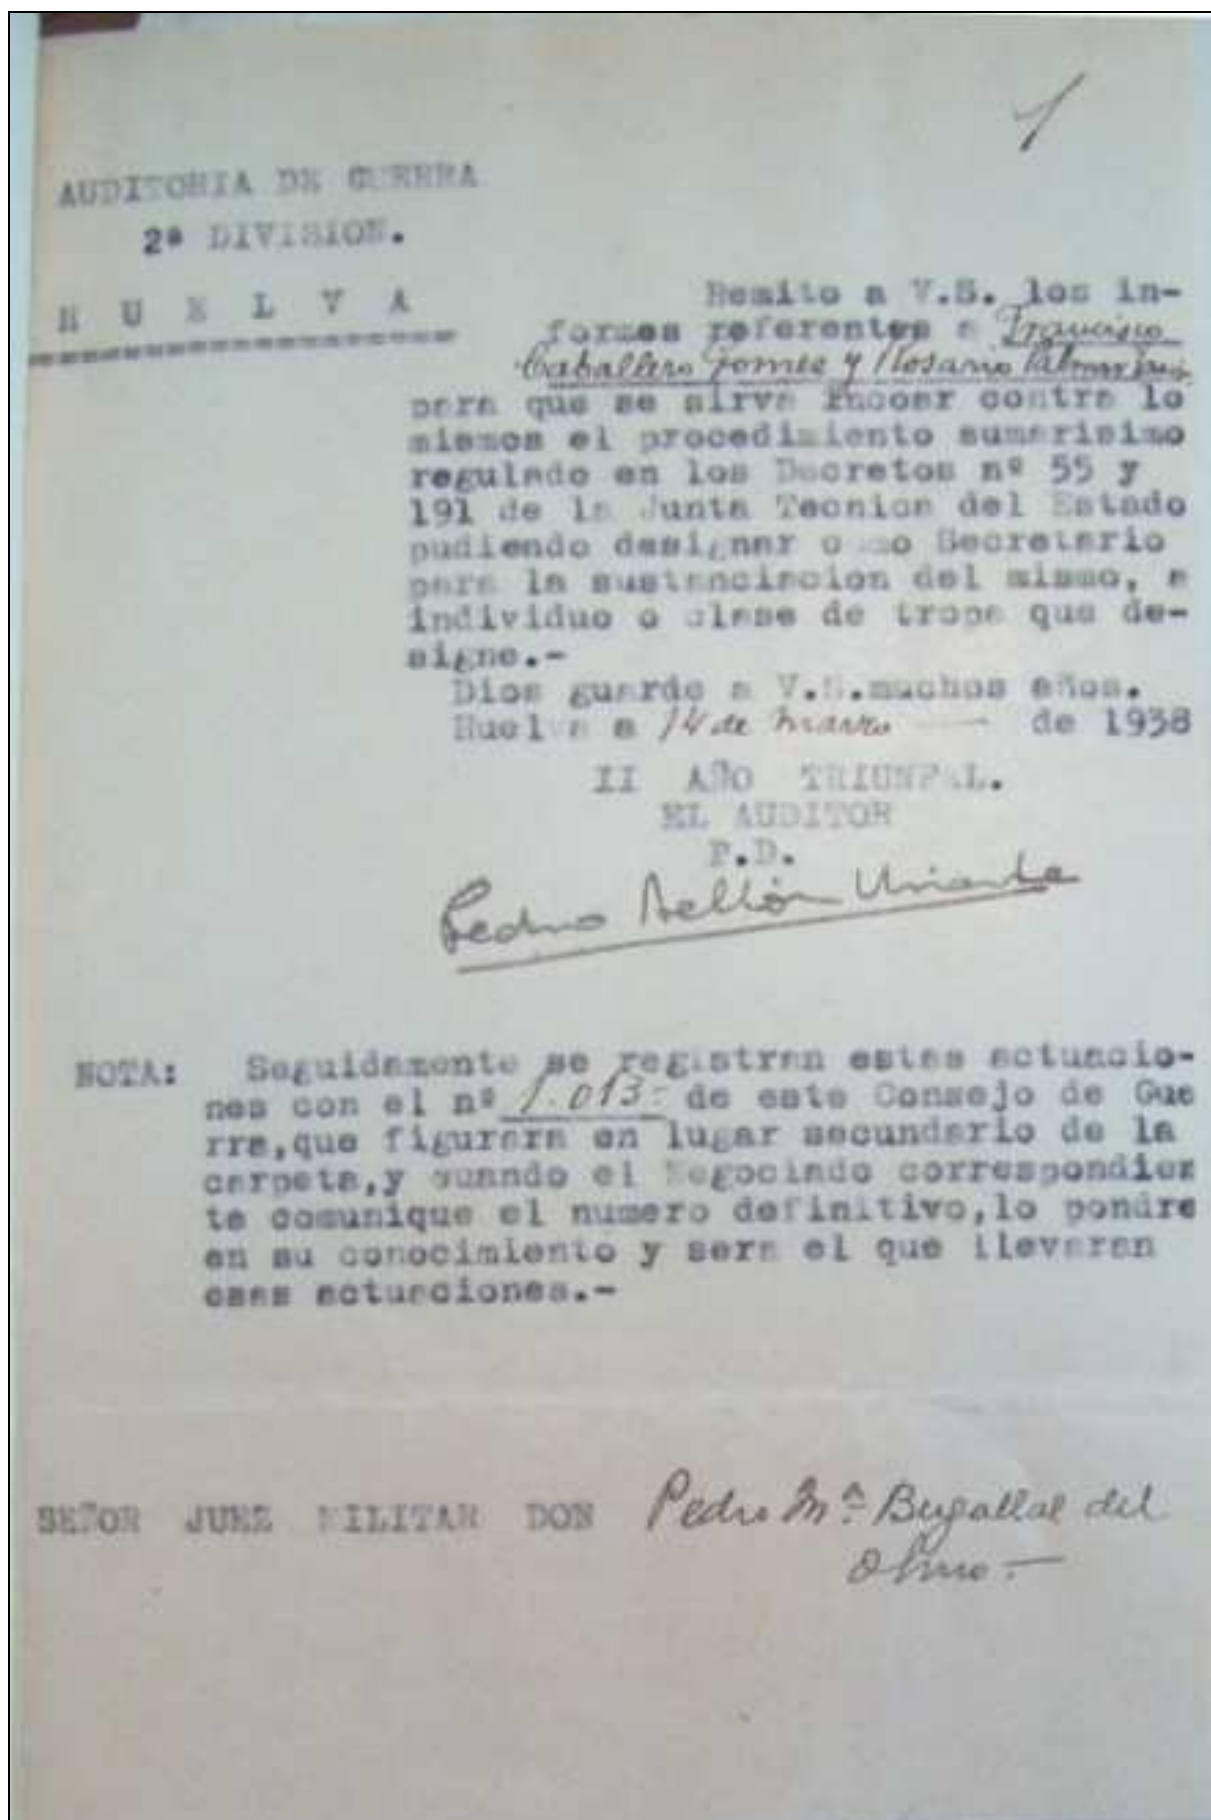 1
AUDITORIA DE GUERRA
2ª DIVISION.
H U E L V A
Remito a V.S. los in-
formes referentes a Francisco
Caballero Gomez y Rosario Palmar
para que se sirva incoar contra lo
mismos el procedimiento sumarisimo
regulado en los Decretos nº 55 y
191 de la Junta Tecnica del Estado
pudiendo designar como Secretario
para la sustanciacion del mismo, a
individuo o clase de tropa que de-
signe.-
Dios guarde a V.S.muchos años.
Huelva a 14 de marzo — de 1938
II AÑO TRIUNFAL.
EL AUDITOR
P.D.
Pedro Uriarte
NOTA: Seguidamente se registran estas actuacio-
nes con el nº 1.013- de este Consejo de Gue
rra,que figurara en lugar secundario de la
carpeta,y cuando el Negociado correspondien
te comunique el numero definitivo,lo pondre
en su conocimiento y sera el que llevaran
esas actuaciones.-
SEÑOR JUEZ MILITAR DON Pedro Mª Bugallal del
Olmo.-